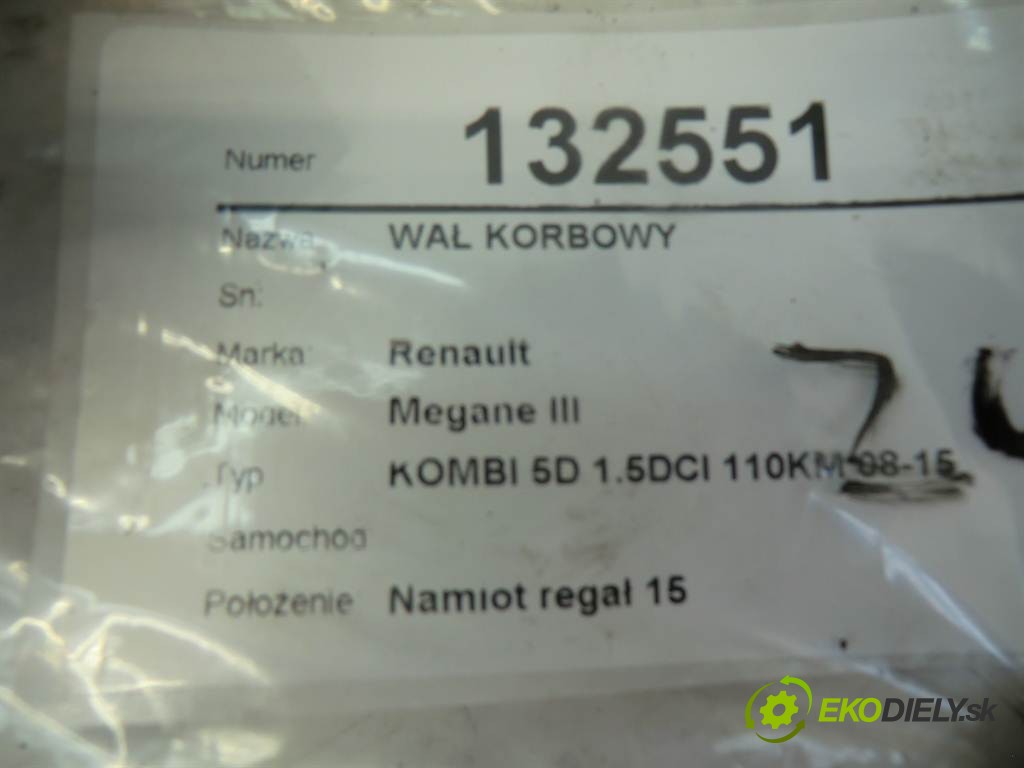 Numer 132551
Nazwa WAŁ KORBOWY
Sn:
Marka: Renault
Model: Megane III
Typ KOMBI 5D 1.5DCI 110KM 08-15
Samochód
Położenie Namiot regał 15
EKODIELY.sk